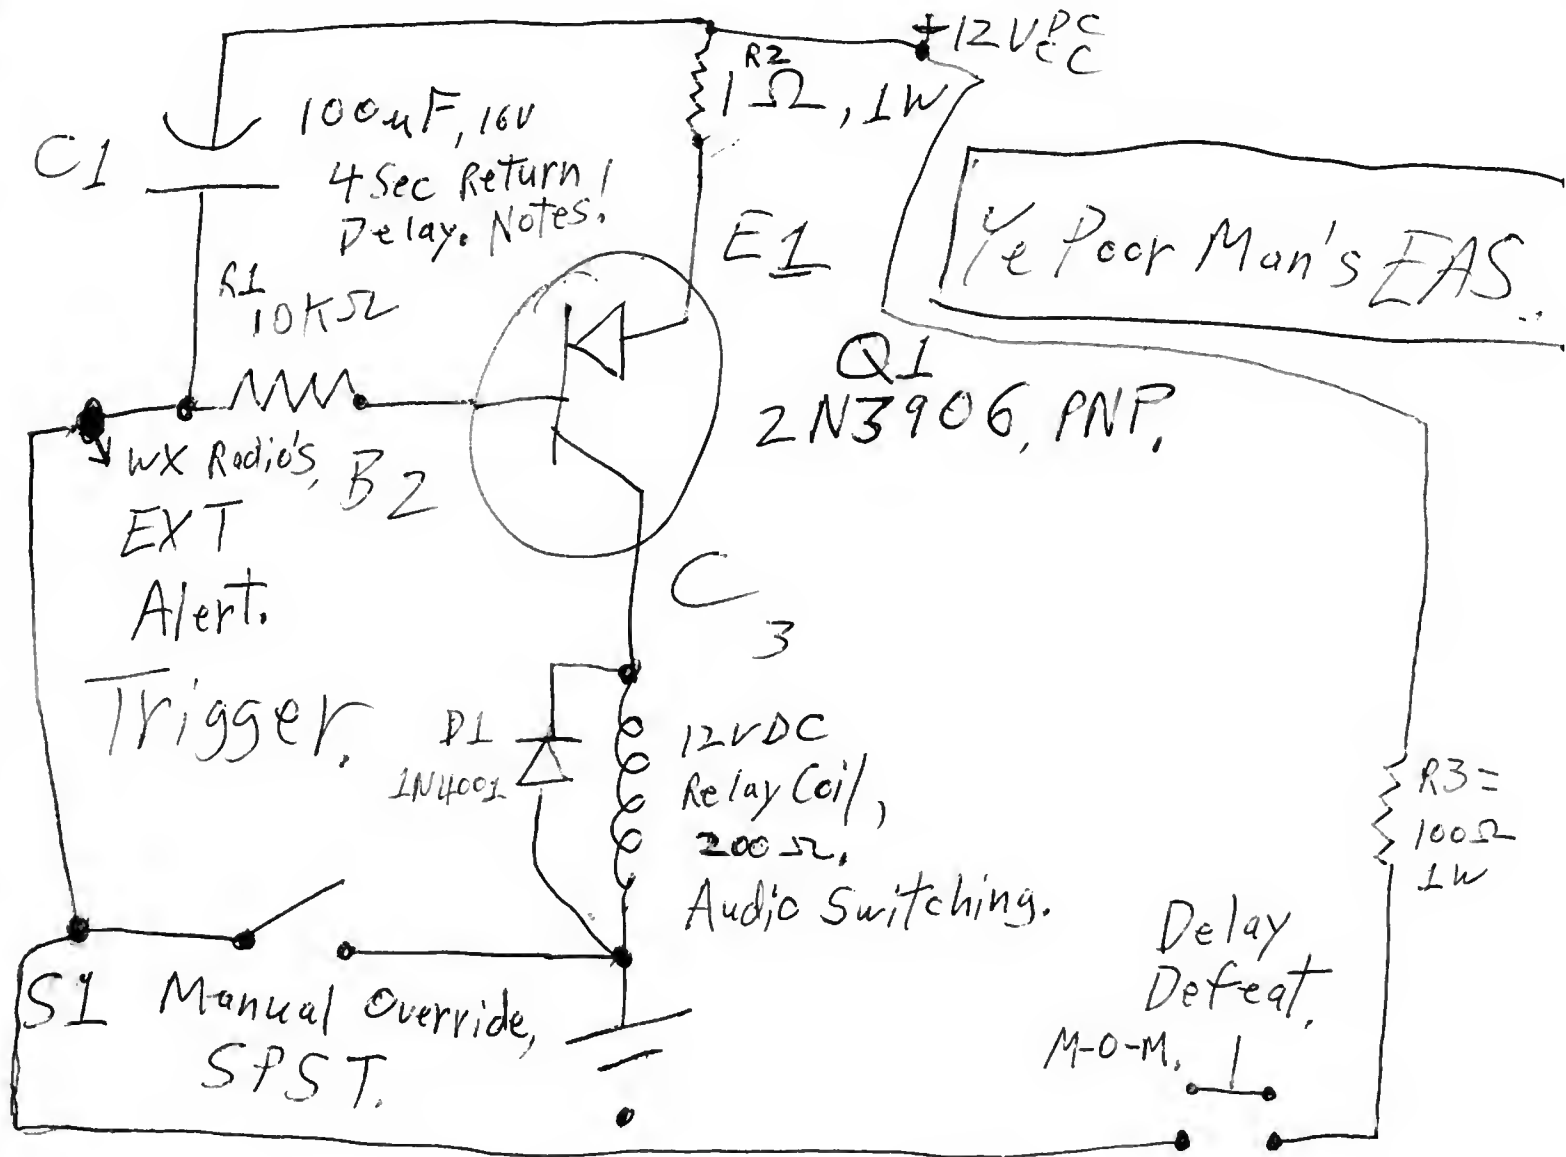 +12VDC
CC
R2
1Ω, 1W
100uF, 16V
4 Sec Return/
Delay. Notes!
C1
E1
Ye Poor Man's EAS..
R1
10KΩ
Q1
2N3906, PNP.
WX Radio's,
EXT
Alert.
Trigger.
B2
C
3
D1
1N4001
12VDC
Relay Coil,
200Ω.
Audio Switching.
R3=
100Ω
1W
S1 Manual Override,
SPST.
Delay
Defeat.
M-O-M.